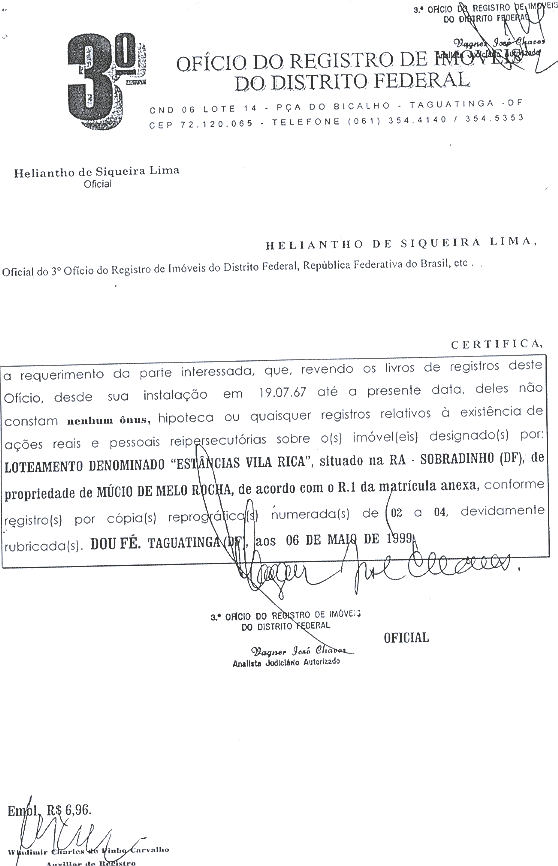 3.º OFÍCIO DO REGISTRO DE IMÓVEIS
DO DISTRITO FEDERAL
Vagner José Chaves
Analista Judiciário Autorizado
3º
OFÍCIO DO REGISTRO DE IMÓVEIS
DO DISTRITO FEDERAL
CND 06 LOTE 14 - PÇA DO BICALHO - TAGUATINGA -DF
CEP 72.120.065 - TELEFONE (061) 354.4140 / 354.5353
Heliantho de Siqueira Lima
Oficial
HELIANTHO DE SIQUEIRA LIMA,
Oficial do 3º Ofício do Registro de Imóveis do Distrito Federal, República Federativa do Brasil, etc . .
CERTIFICA,
a requerimento da parte interessada, que, revendo os livros de registros deste
Ofício, desde sua instalação em 19.07.67 até a presente data, deles não
constam nenhum ônus, hipoteca ou quaisquer registros relativos à existência de
ações reais e pessoais reipersecutórias sobre o(s) imóvel(eis) designado(s) por:
LOTEAMENTO DENOMINADO "ESTÂNCIAS VILA RICA", situado na RA - SOBRADINHO (DF), de
propriedade de MÚCIO DE MELO ROCHA, de acordo com o R.1 da matrícula anexa, conforme
registro(s) por cópia(s) reprográfica(s) numerada(s) de 02 a 04, devidamente
rubricada(s). DOU FÉ. TAGUATINGA(DF), aos 06 DE MAIO DE 1999.
Vagner José Chaves.
3.º OFÍCIO DO REGISTRO DE IMÓVEIS
DO DISTRITO FEDERAL
OFICIAL
Vagner José Chaves
Analista Judiciário Autorizado
Emol. R$ 6,96.
Wladimir Charles de Pinho Carvalho
Auxiliar de Registro